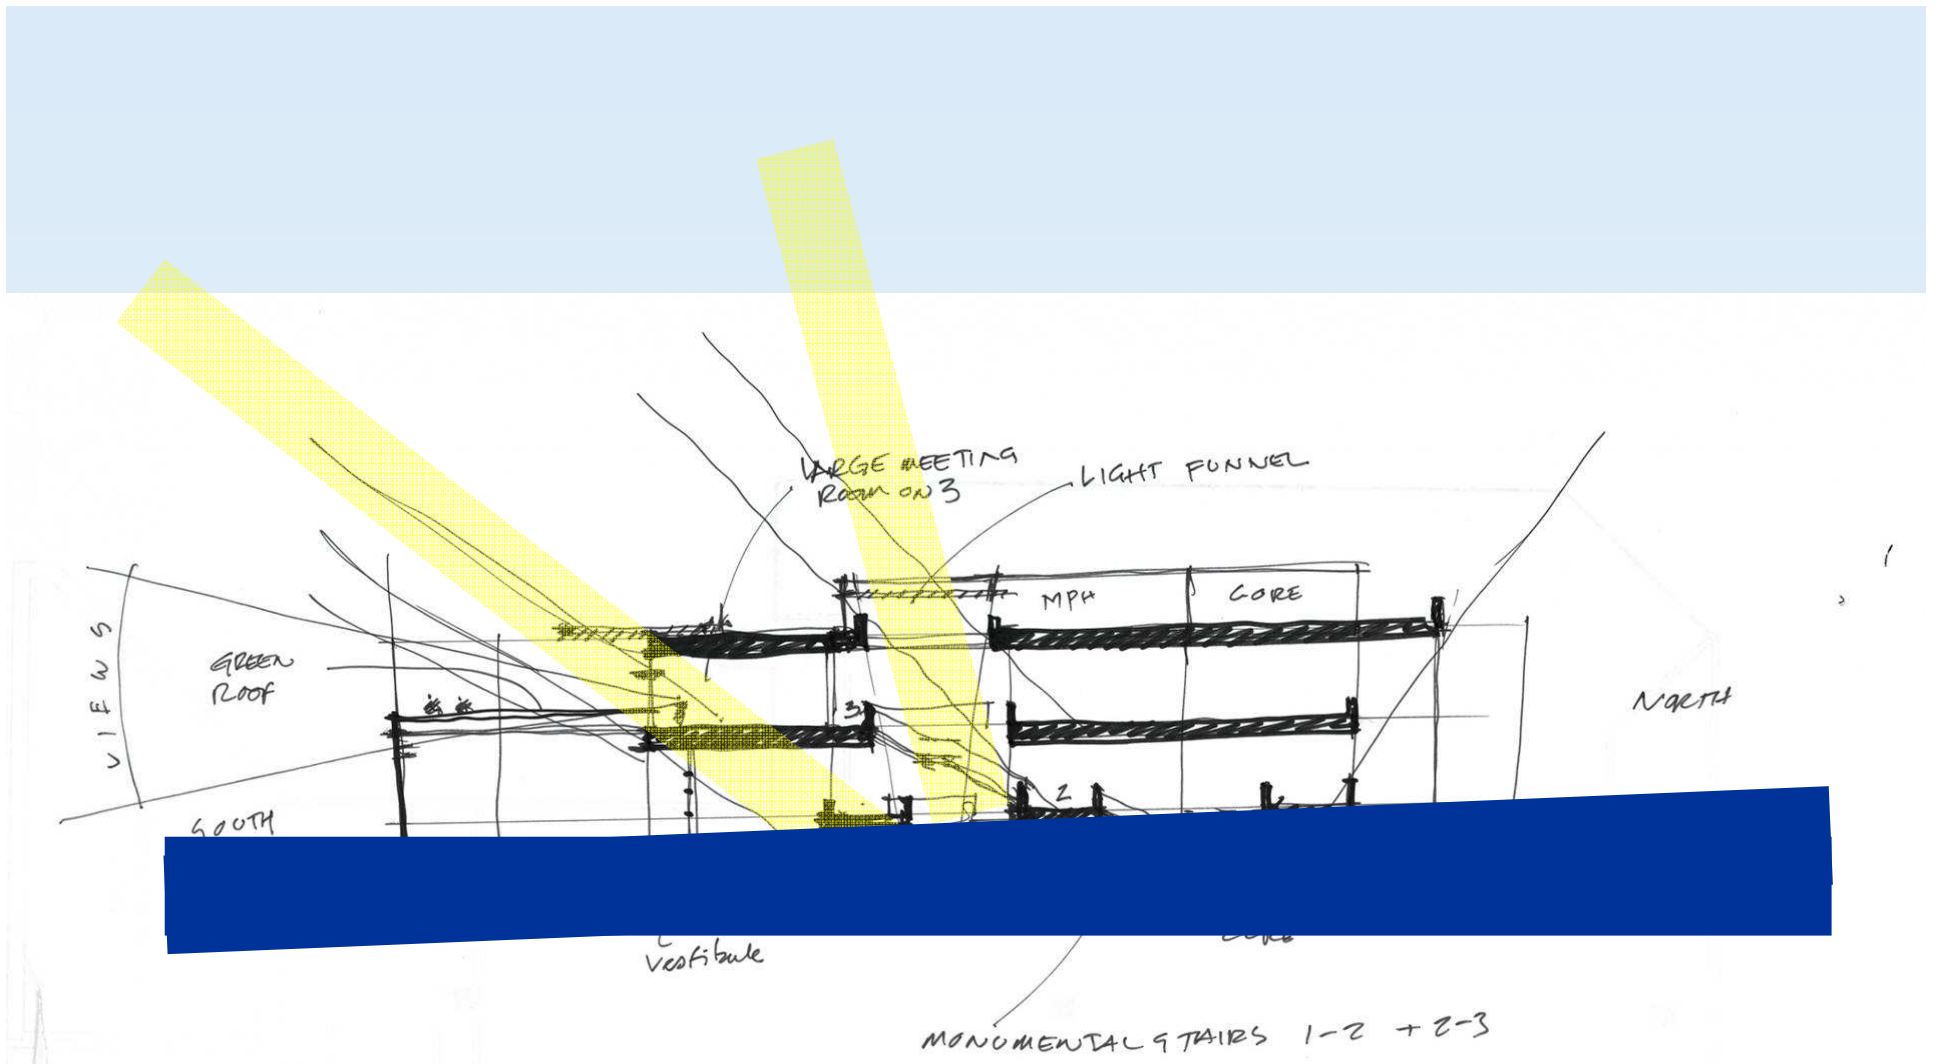 LARGE MEETING
ROOM ON 3
LIGHT FUNNEL
MPH
CORE
VIEWS
GREEN
ROOF
3
NORTH
2
SOUTH
Vestibule
MONUMENTAL STAIRS 1-2 + 2-3